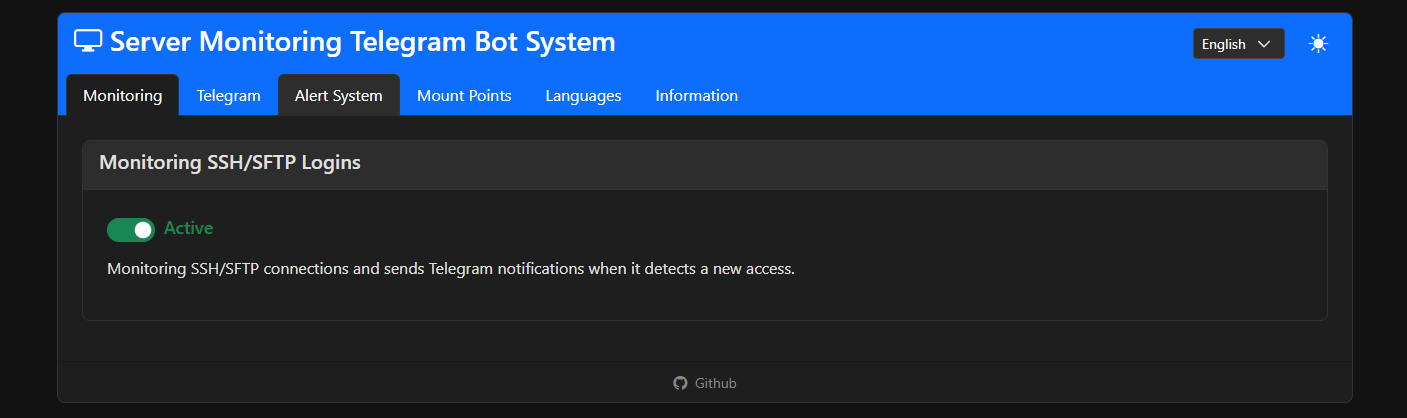 Server Monitoring Telegram Bot System
English
Monitoring Telegram Alert System Mount Points Languages Information
Monitoring SSH/SFTP Logins
Active
Monitoring SSH/SFTP connections and sends Telegram notifications when it detects a new access.
Github